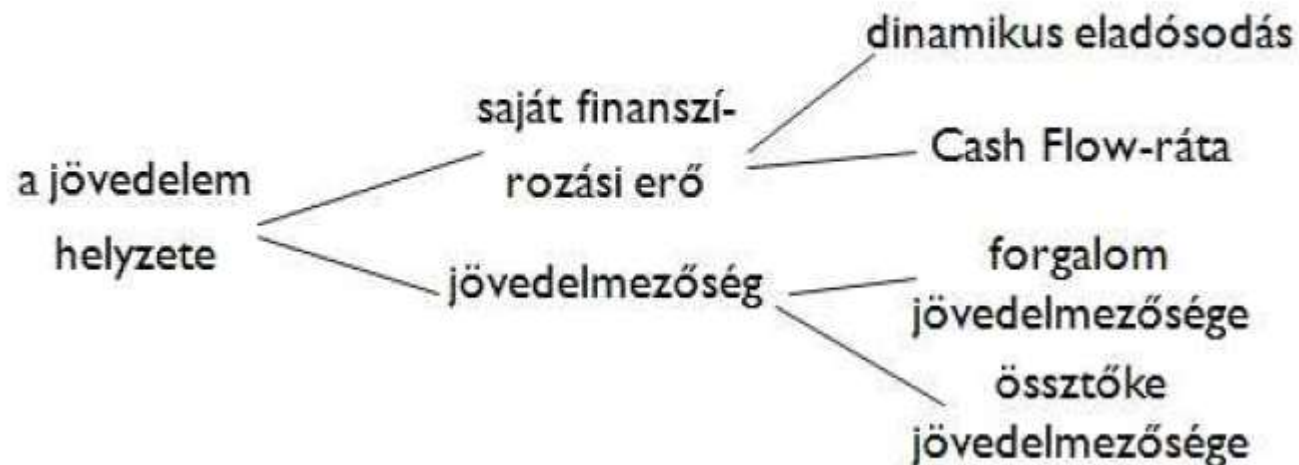 dinamikus eladósodás
saját finanszí-
rozási erő
Cash Flow-ráta
a jövedelem
helyzete
jövedelmezőség
forgalom
jövedelmezősége
össztőke
jövedelmezősége